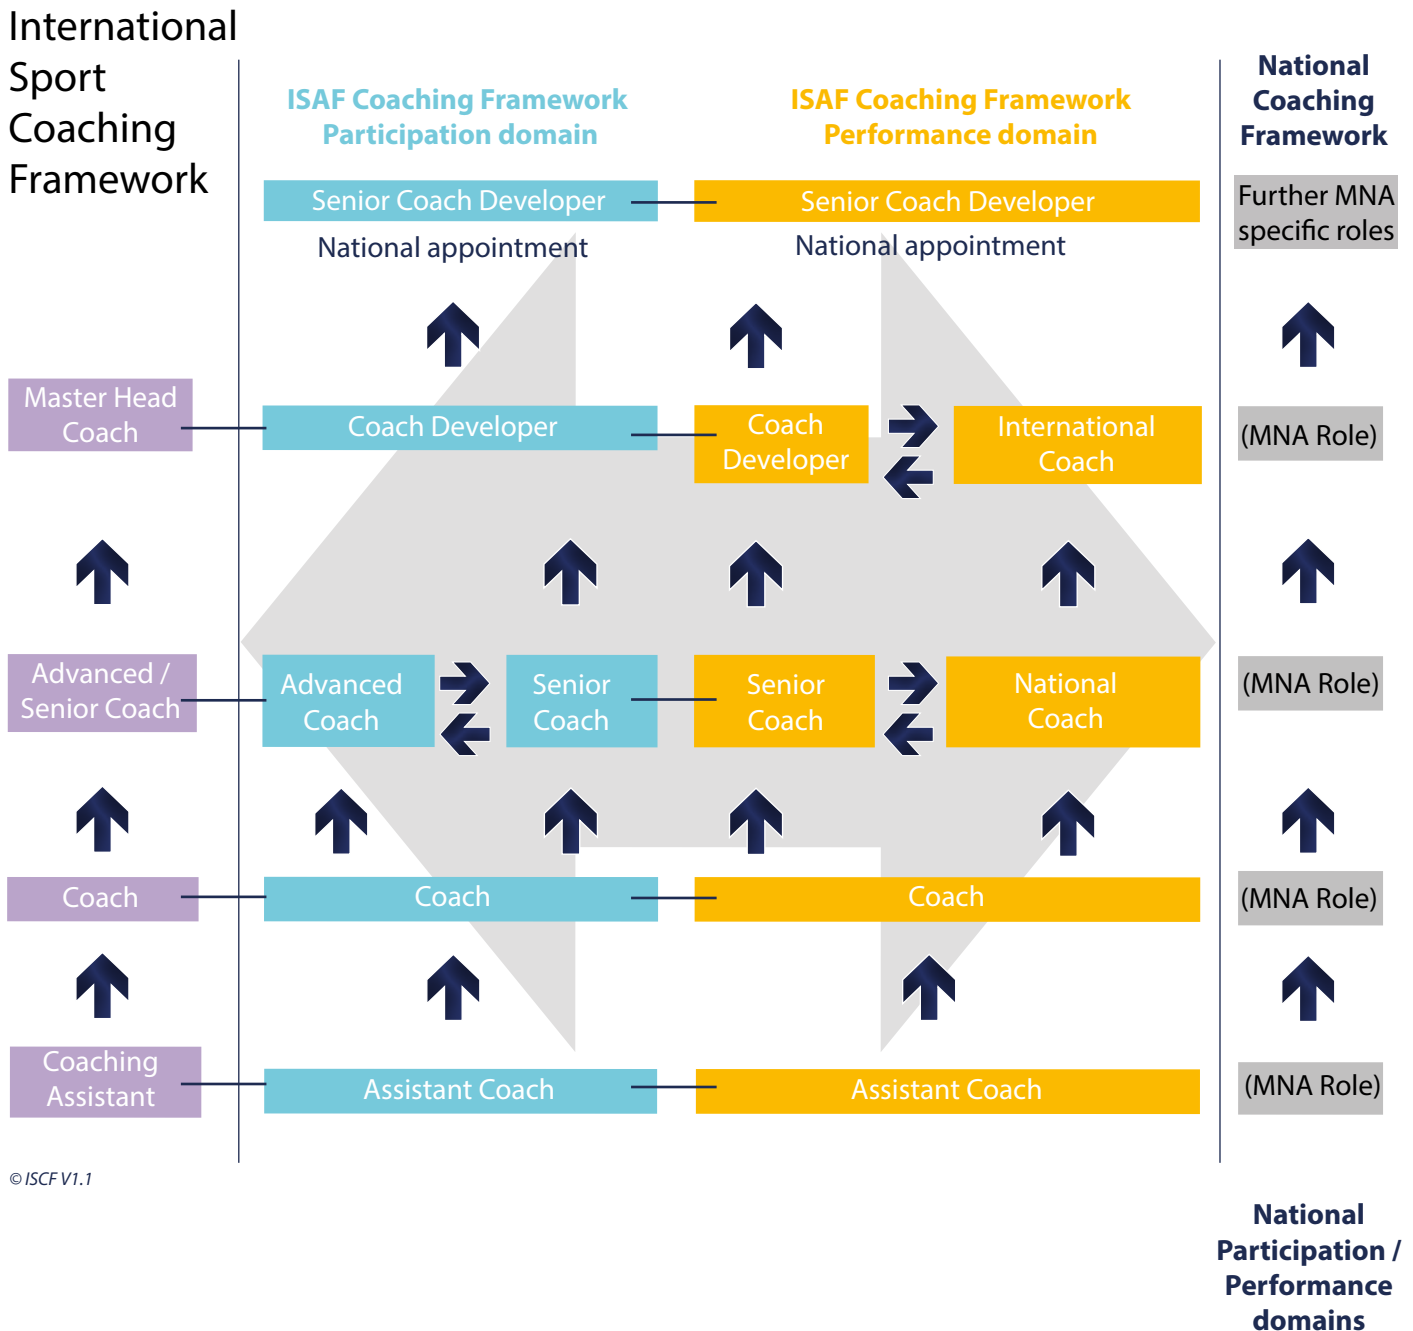 International
Sport
Coaching
Framework
ISAF Coaching Framework
Participation domain
ISAF Coaching Framework
Performance domain
National
Coaching
Framework
Senior Coach Developer
Senior Coach Developer
Further MNA
specific roles
National appointment
National appointment
Master Head
Coach
Coach Developer
Coach
Developer
International
Coach
(MNA Role)
Advanced /
Senior Coach
Advanced
Coach
Senior
Coach
Senior
Coach
National
Coach
(MNA Role)
Coach
Coach
Coach
(MNA Role)
Coaching
Assistant
Assistant Coach
Assistant Coach
(MNA Role)
© ISCF V1.1
National
Participation /
Performance
domains